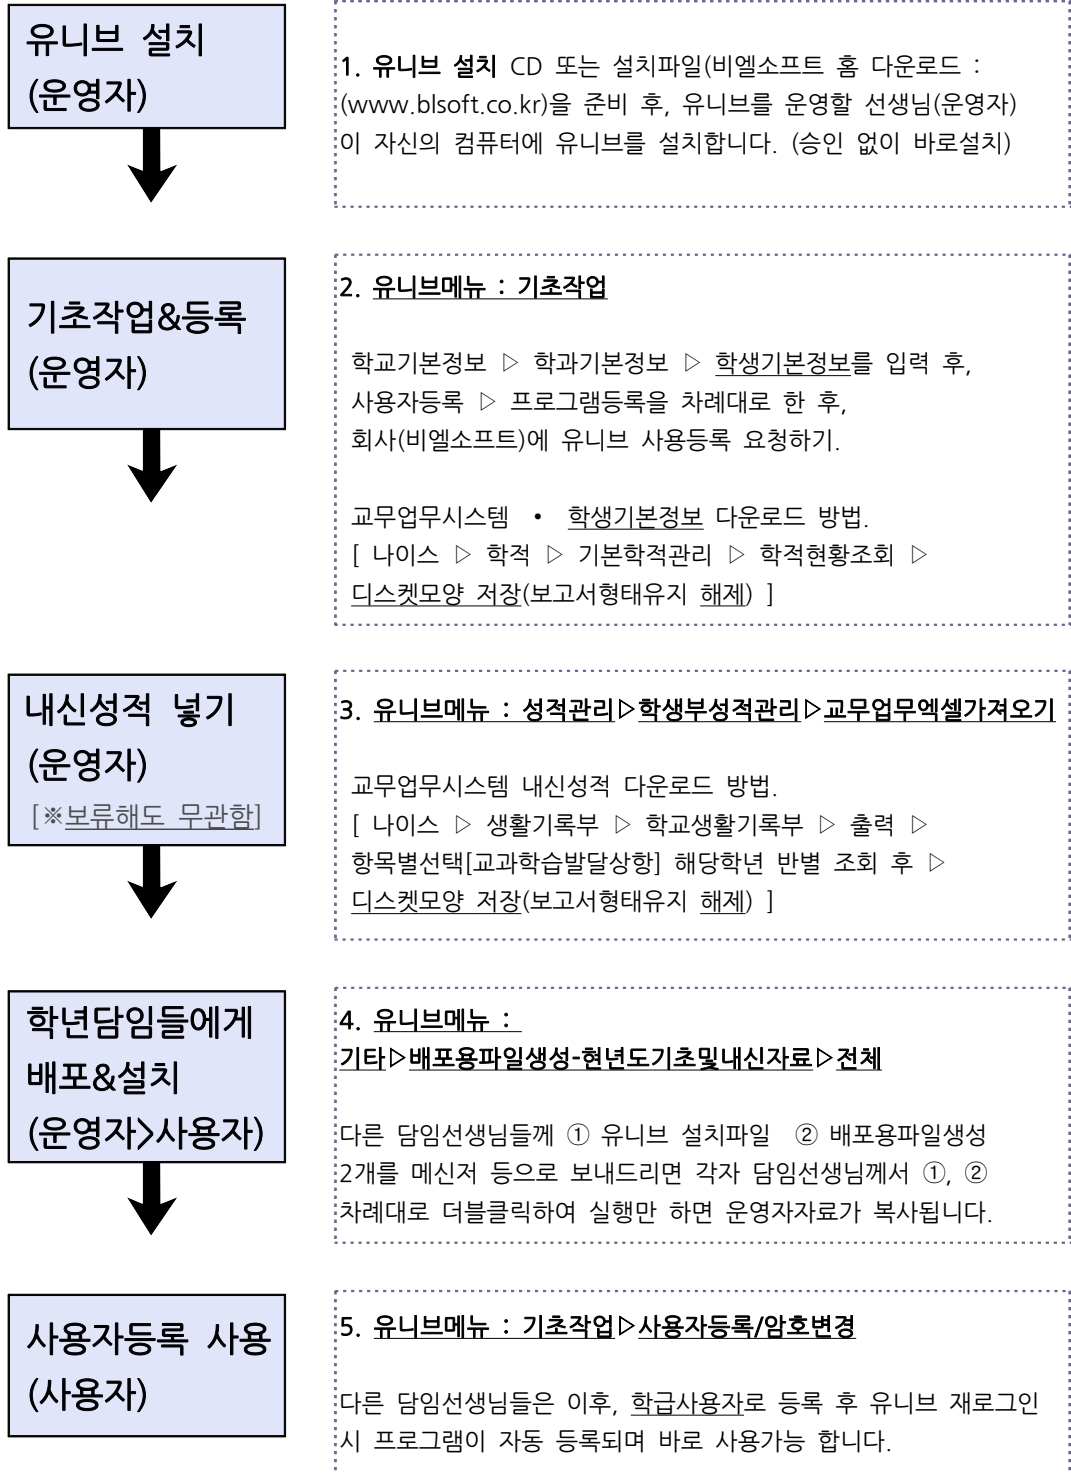 유니브 설치
(운영자)
1. 유니브 설치 CD 또는 설치파일(비엘소프트 홈 다운로드 :
(www.blsoft.co.kr)을 준비 후, 유니브를 운영할 선생님(운영자)
이 자신의 컴퓨터에 유니브를 설치합니다. (승인 없이 바로설치)
기초작업&등록
(운영자)
2. 유니브메뉴 : 기초작업
학교기본정보 ▷ 학과기본정보 ▷ 학생기본정보를 입력 후,
사용자등록 ▷ 프로그램등록을 차례대로 한 후,
회사(비엘소프트)에 유니브 사용등록 요청하기.
교무업무시스템 • 학생기본정보 다운로드 방법.
[ 나이스 ▷ 학적 ▷ 기본학적관리 ▷ 학적현황조회 ▷
디스켓모양 저장(보고서형태유지 해제) ]
내신성적 넣기
(운영자)
[※보류해도 무관함]
3. 유니브메뉴 : 성적관리▷학생부성적관리▷교무업무엑셀가져오기
교무업무시스템 내신성적 다운로드 방법.
[ 나이스 ▷ 생활기록부 ▷ 학교생활기록부 ▷ 출력 ▷
항목별선택[교과학습발달상항] 해당학년 반별 조회 후 ▷
디스켓모양 저장(보고서형태유지 해제) ]
학년담임들에게
배포&설치
(운영자>사용자)
4. 유니브메뉴 :
기타▷배포용파일생성-현년도기초및내신자료▷전체
다른 담임선생님들께 ① 유니브 설치파일 ② 배포용파일생성
2개를 메신저 등으로 보내드리면 각자 담임선생님께서 ①, ②
차례대로 더블클릭하여 실행만 하면 운영자자료가 복사됩니다.
사용자등록 사용
(사용자)
5. 유니브메뉴 : 기초작업▷사용자등록/암호변경
다른 담임선생님들은 이후, 학급사용자로 등록 후 유니브 재로그인
시 프로그램이 자동 등록되며 바로 사용가능 합니다.